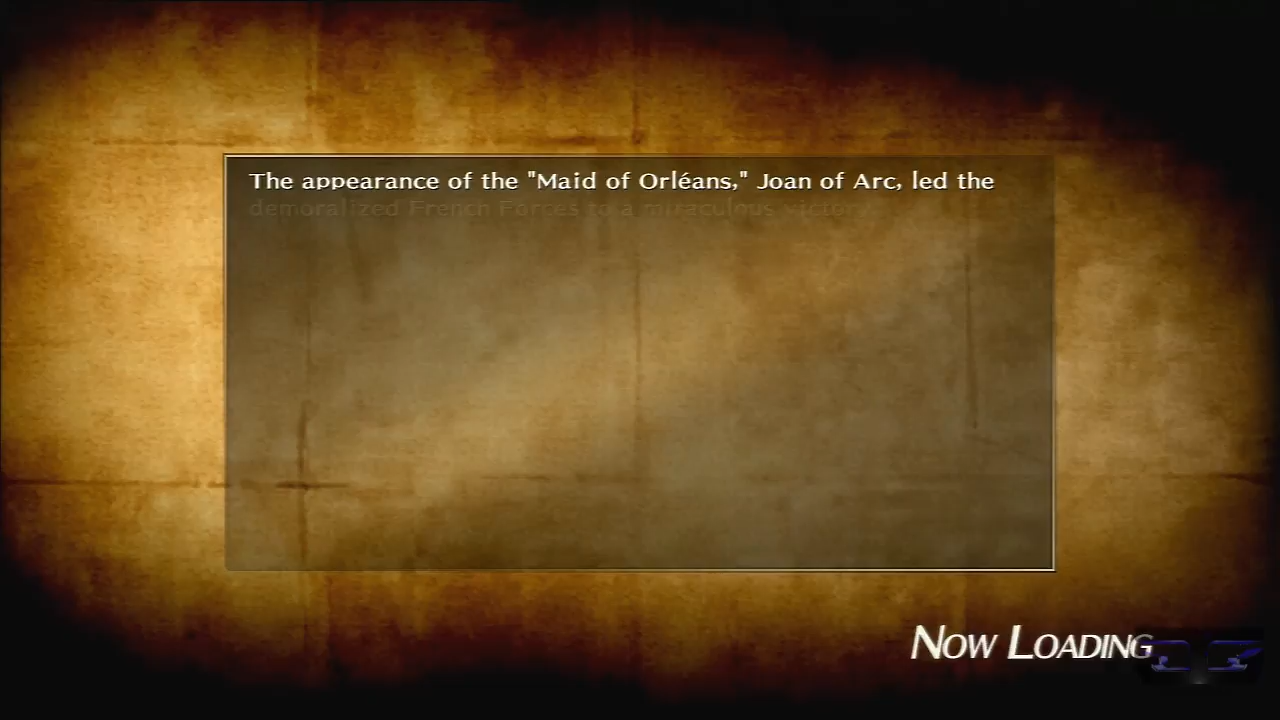 The appearance of the "Maid of Orléans," Joan of Arc, led the
demoralized French Forces to a miraculous victory
NOW LOADING